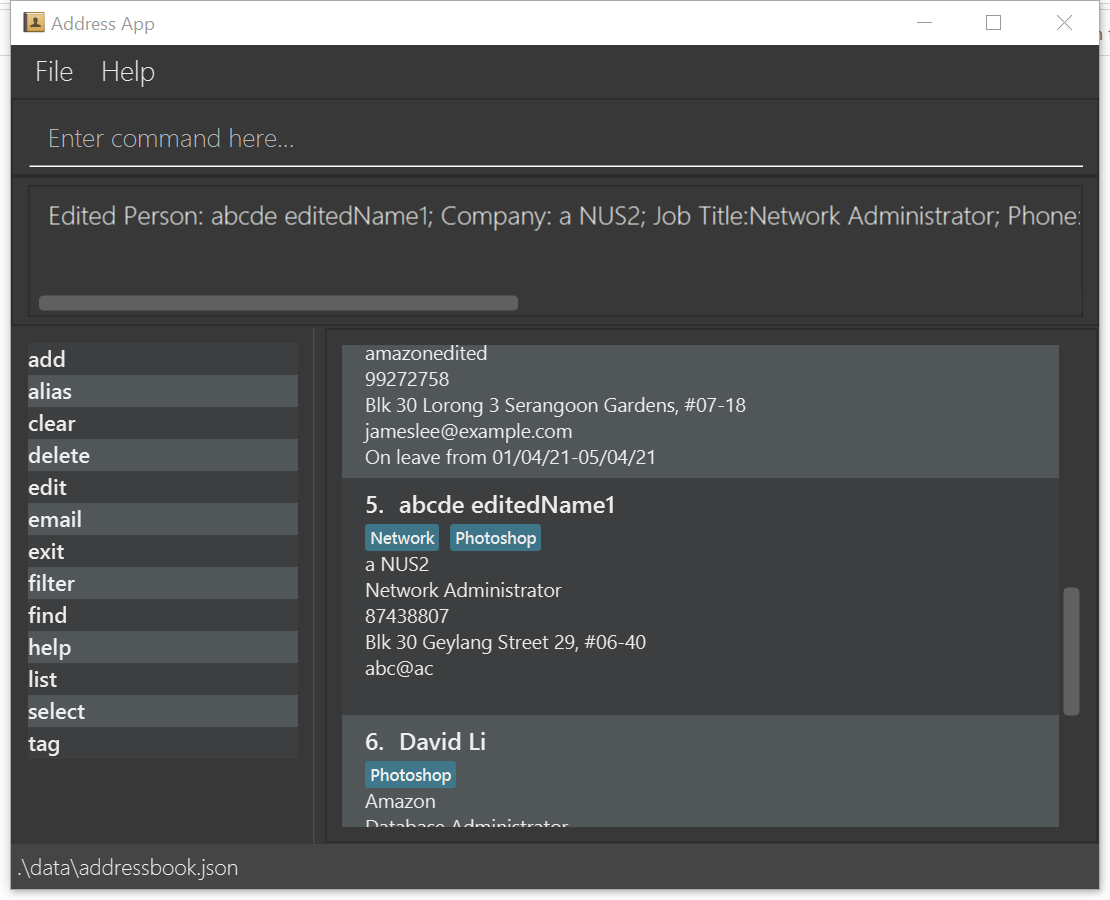 Address App
File Help
Enter command here...
Edited Person: abcde editedName1; Company: a NUS2; Job Title:Network Administrator; Phone:
add
alias
clear
delete
edit
email
exit
filter
find
help
list
select
tag
amazonedited
99272758
Blk 30 Lorong 3 Serangoon Gardens, #07-18
jameslee@example.com
On leave from 01/04/21-05/04/21
5. abcde editedName1
Network Photoshop
a NUS2
Network Administrator
87438807
Blk 30 Geylang Street 29, #06-40
abc@ac
6. David Li
Photoshop
Amazon
Database Administrator
.\data\addressbook.json